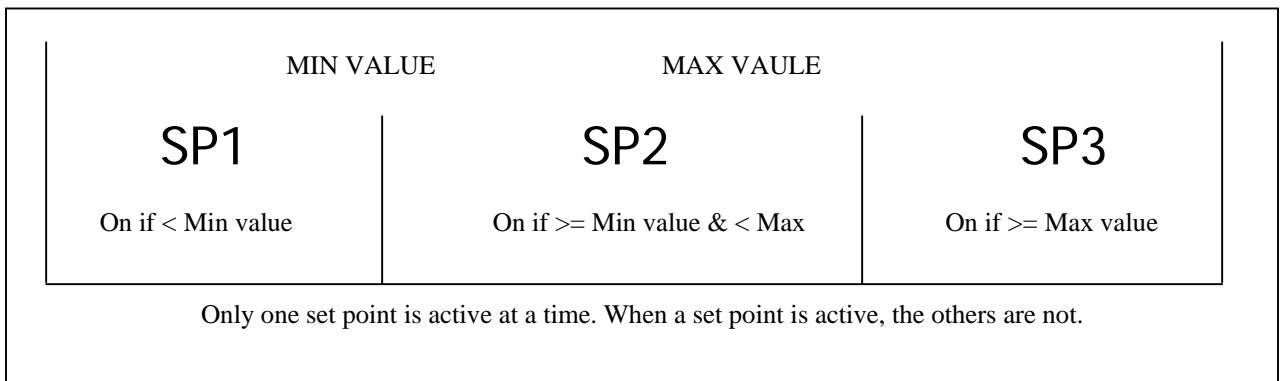 MIN VALUE MAX VAULE
SP1 SP2 SP3
On if < Min value On if >= Min value & < Max On if >= Max value
Only one set point is active at a time. When a set point is active, the others are not.